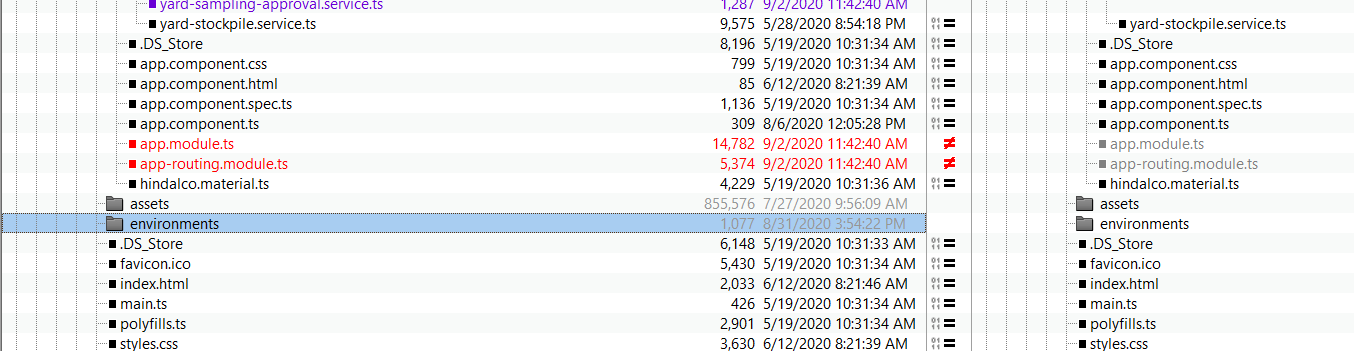 yard-sampling-approval.service.ts 1,287 9/2/2020 11:42:40 AM
yard-stockpile.service.ts 9,575 5/28/2020 8:54:18 PM = yard-stockpile.service.ts
.DS_Store 8,196 5/19/2020 10:31:34 AM = .DS_Store
app.component.css 799 5/19/2020 10:31:34 AM = app.component.css
app.component.html 85 6/12/2020 8:21:39 AM = app.component.html
app.component.spec.ts 1,136 5/19/2020 10:31:34 AM = app.component.spec.ts
app.component.ts 309 8/6/2020 12:05:28 PM = app.component.ts
app.module.ts 14,782 9/2/2020 11:42:40 AM ≠ app.module.ts
app-routing.module.ts 5,374 9/2/2020 11:42:40 AM ≠ app-routing.module.ts
hindalco.material.ts 4,229 5/19/2020 10:31:36 AM = hindalco.material.ts
assets 855,576 7/27/2020 9:56:09 AM assets
environments 1,077 8/31/2020 3:54:22 PM environments
.DS_Store 6,148 5/19/2020 10:31:33 AM = .DS_Store
favicon.ico 5,430 5/19/2020 10:31:34 AM = favicon.ico
index.html 2,033 6/12/2020 8:21:46 AM = index.html
main.ts 426 5/19/2020 10:31:34 AM = main.ts
polyfills.ts 2,901 5/19/2020 10:31:34 AM = polyfills.ts
styles.css 3,630 6/12/2020 8:21:39 AM = styles.css